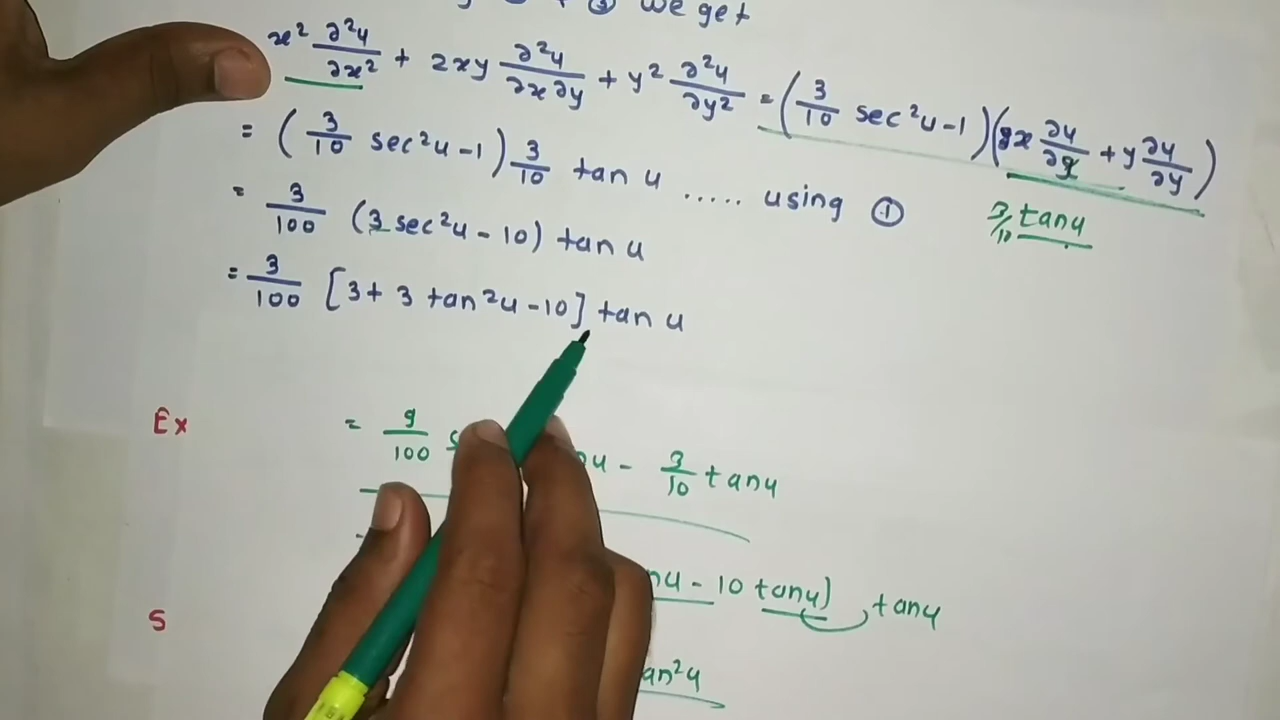 we get
x² ∂²u/∂x² + 2xy ∂²u/∂x∂y + y² ∂²u/∂y² = (3/10 sec²u-1)(x ∂u/∂x + y ∂u/∂y)
= (3/10 sec²u-1) 3/10 tan u ..... using ①
3/10 tanu
= 3/100 (3 sec²u - 10) tan u
= 3/100 [3+ 3 tan²u -10] tan u
Ex = 9/100 u - 3/10 tanu
u - 10 tanu) tanu
S
an²u